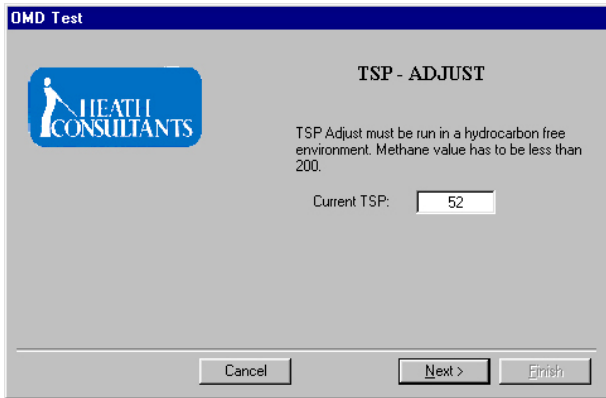 OMD Test
HEATH
CONSULTANTS
TSP - ADJUST
TSP Adjust must be run in a hydrocarbon free
environment. Methane value has to be less than
200.
Current TSP:
52
Cancel
Next >
Finish